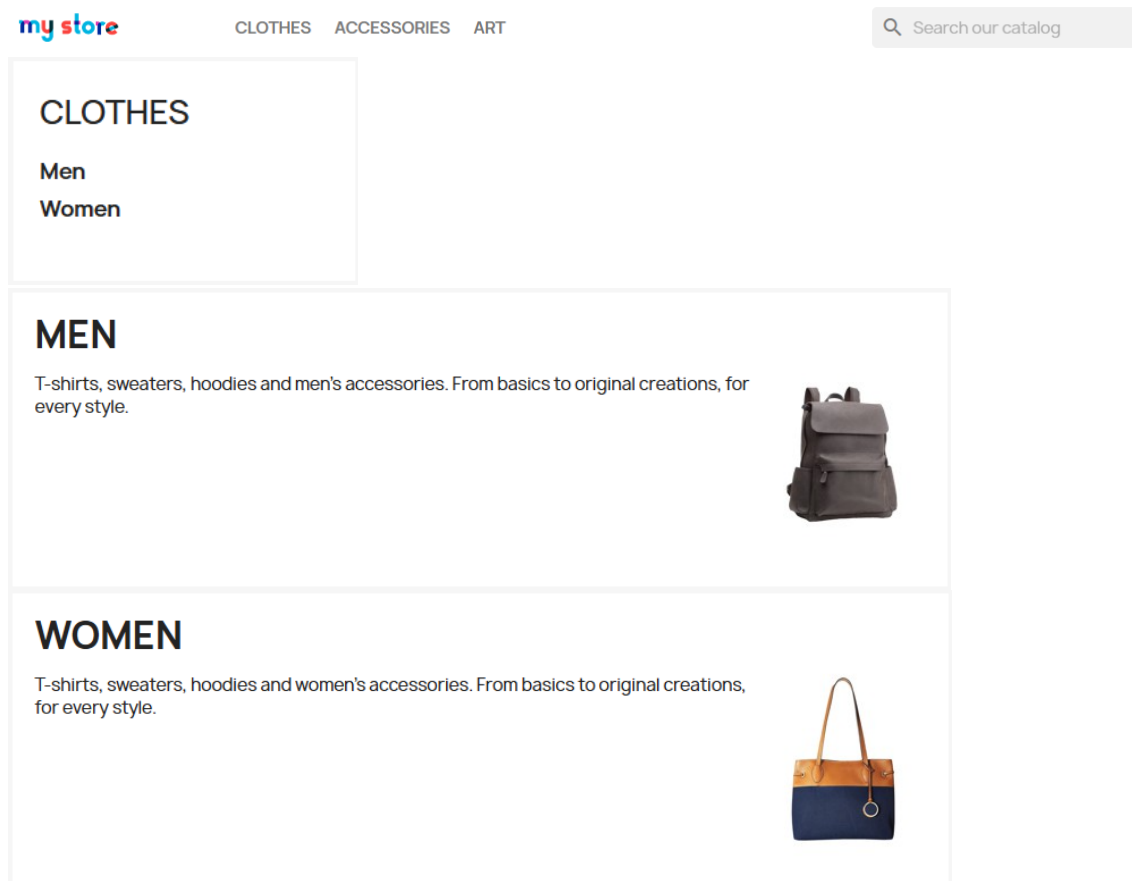 my store
CLOTHES ACCESSORIES ART
Search our catalog
CLOTHES
Men
Women
MEN
T-shirts, sweaters, hoodies and men's accessories. From basics to original creations, for
every style.
WOMEN
T-shirts, sweaters, hoodies and women's accessories. From basics to original creations,
for every style.